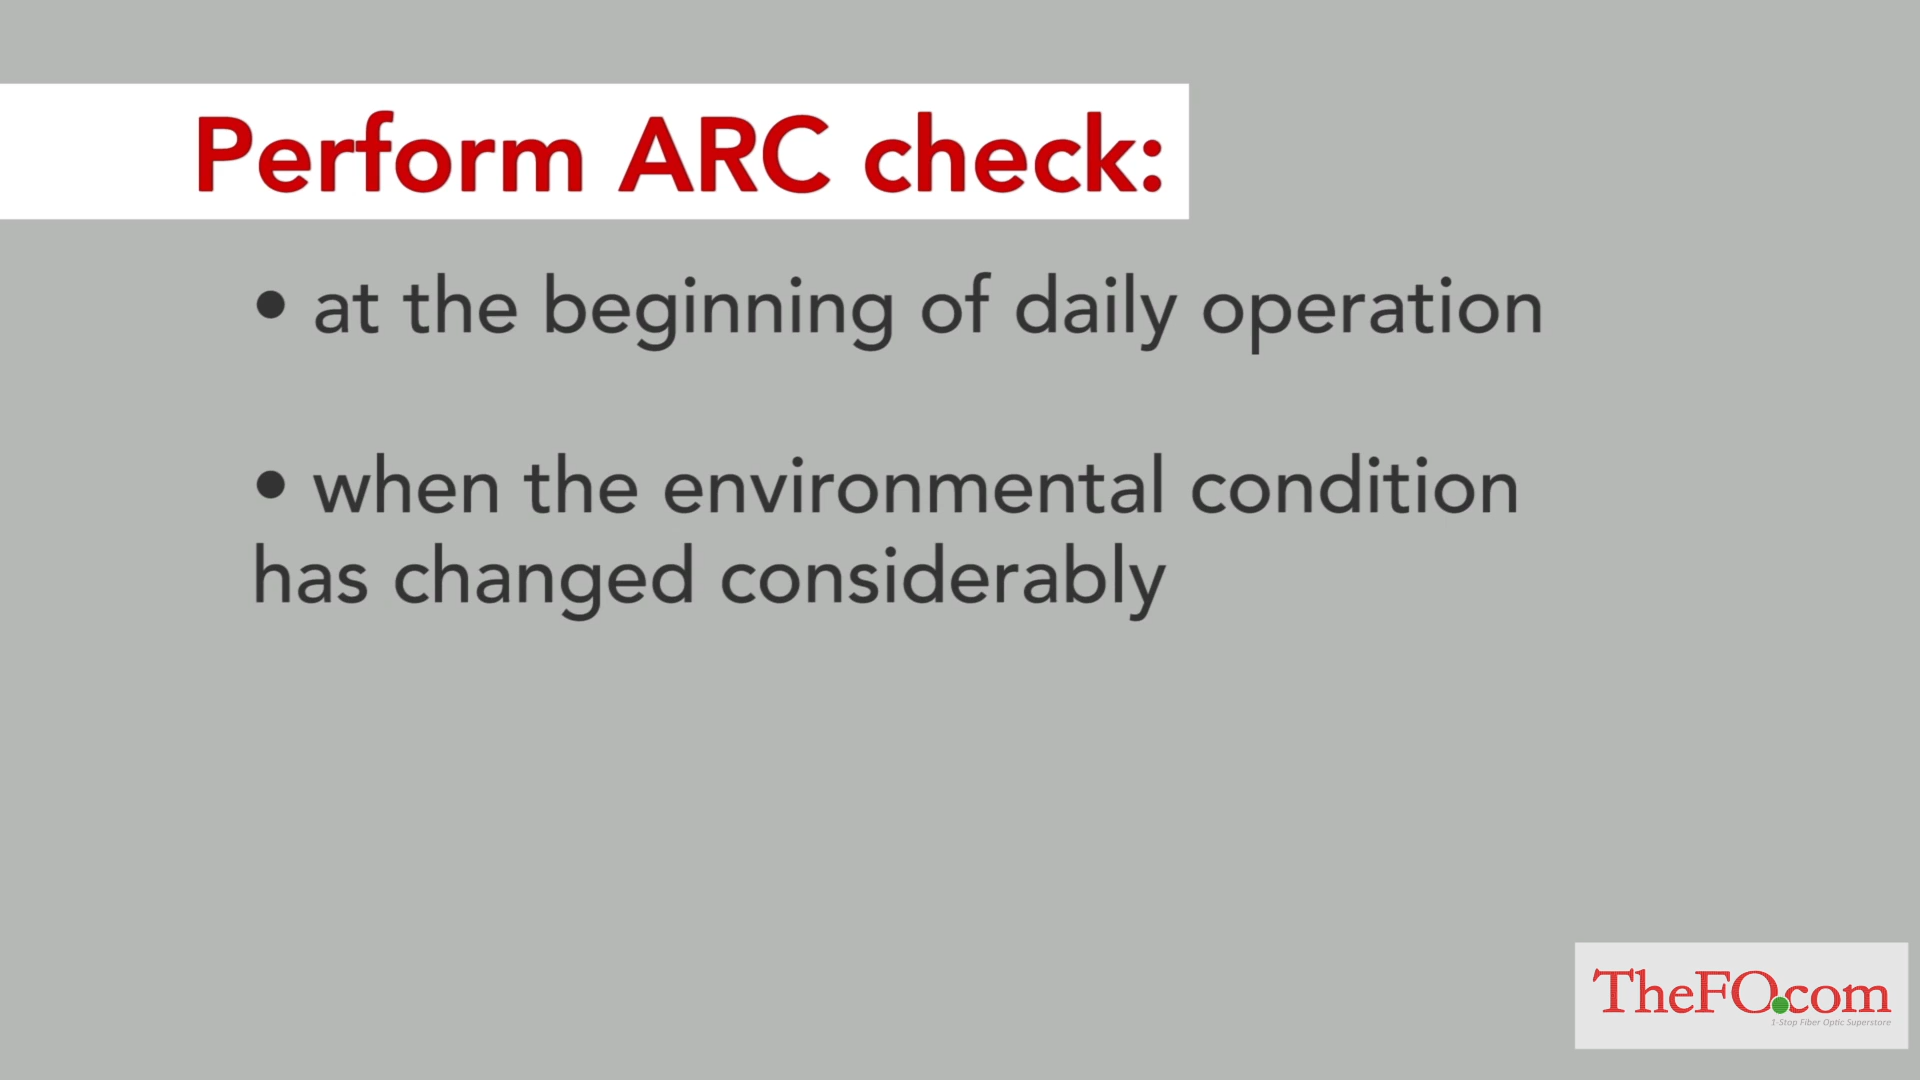 Perform ARC check:
• at the beginning of daily operation
• when the environmental condition
has changed considerably
TheFO.com
1-Stop Fiber Optic Superstore